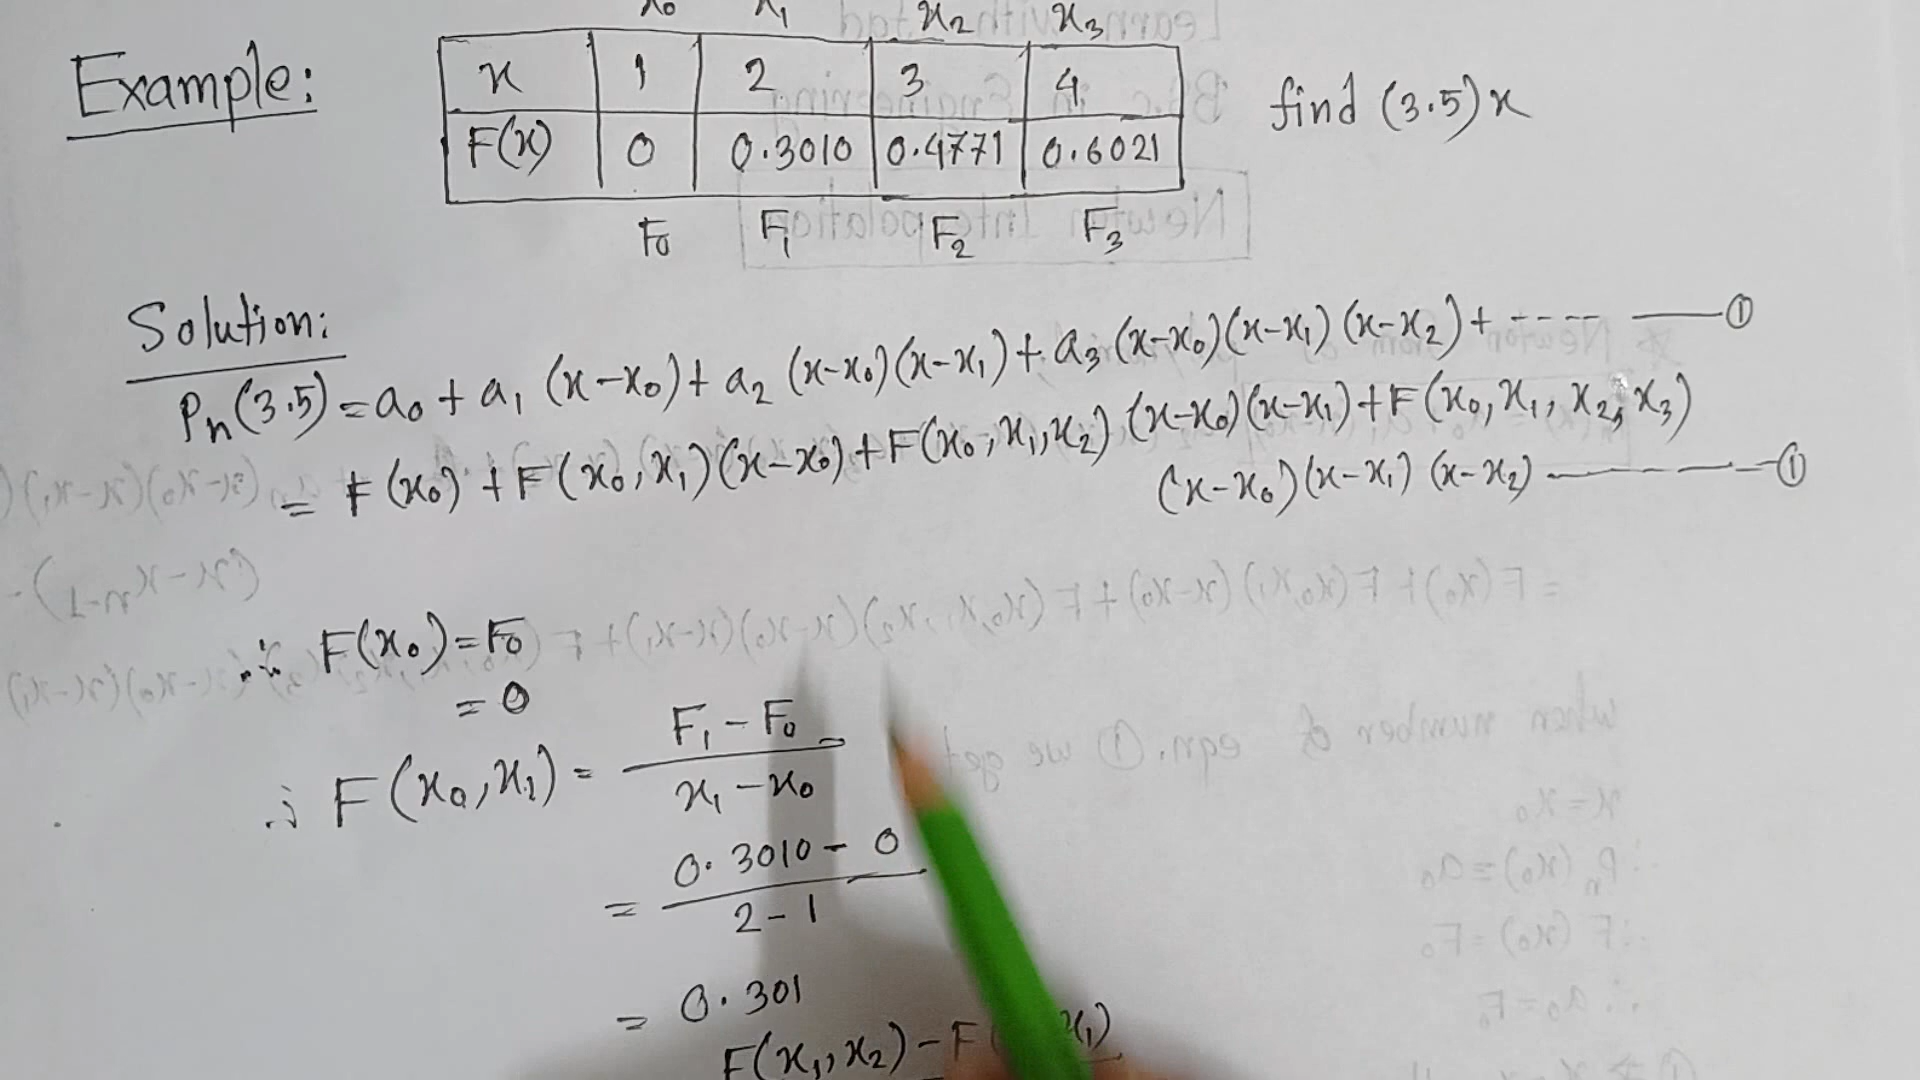 x₀ x₁ x₂ x₃
Example:
x 1 2 3 4
find (3.5)x
F(x) 0 0.3010 0.4771 0.6021
F₀ F₁ F₂ F₃
Solution:
Pₙ(3.5) = a₀ + a₁ (x-x₀) + a₂ (x-x₀)(x-x₁) + a₃ (x-x₀)(x-x₁)(x-x₂) + ---- —— ①
= F(x₀) + F(x₀,x₁)(x-x₀) + F(x₀,x₁,x₂)(x-x₀)(x-x₁) + F(x₀,x₁,x₂,x₃)
(x-x₀)(x-x₁)(x-x₂) ———— ①
∴ F(x₀) = F₀
= 0
∴ F(x₀,x₁) = F₁ - F₀
x₁ - x₀
= 0.3010 - 0
2 - 1
= 0.301
F(x₁,x₂) - F x₁)